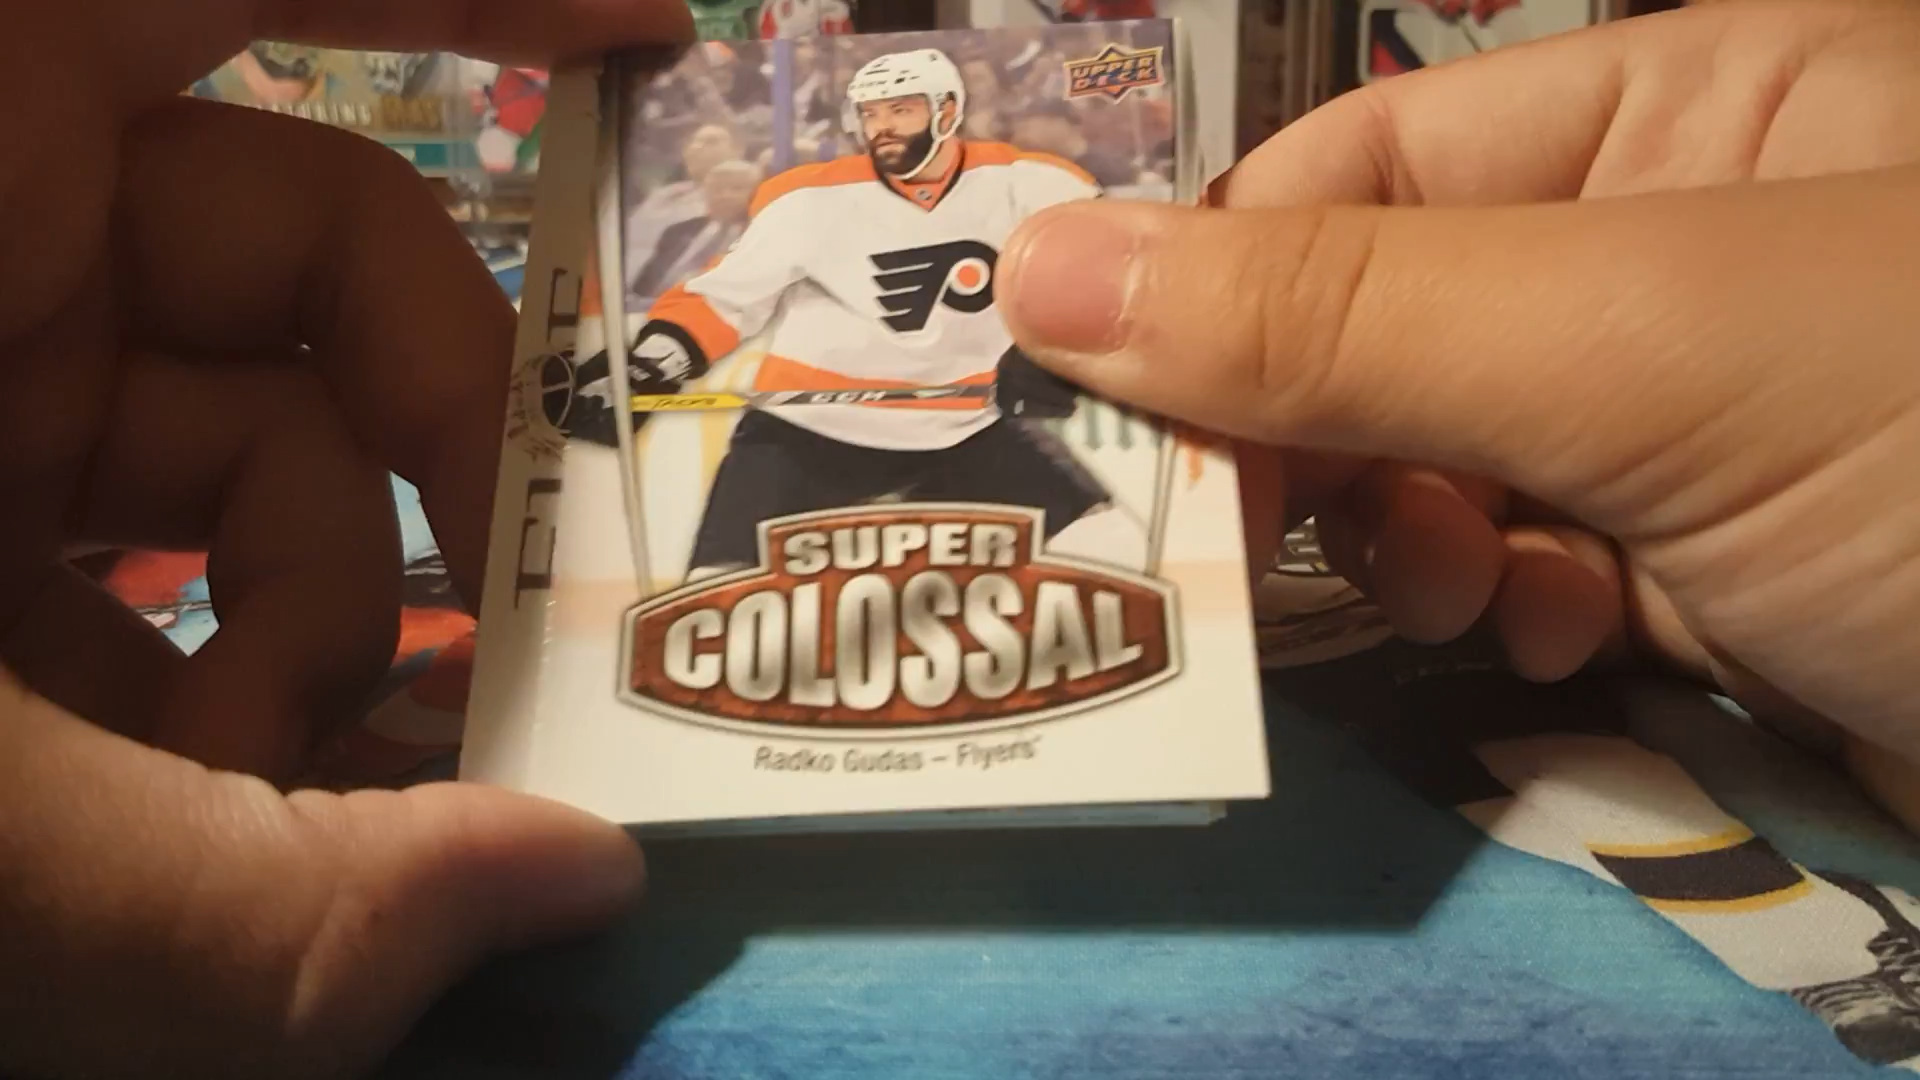 UPPER
DECK
CCM
SUPER
COLOSSAL
Radko Gudas – Flyers